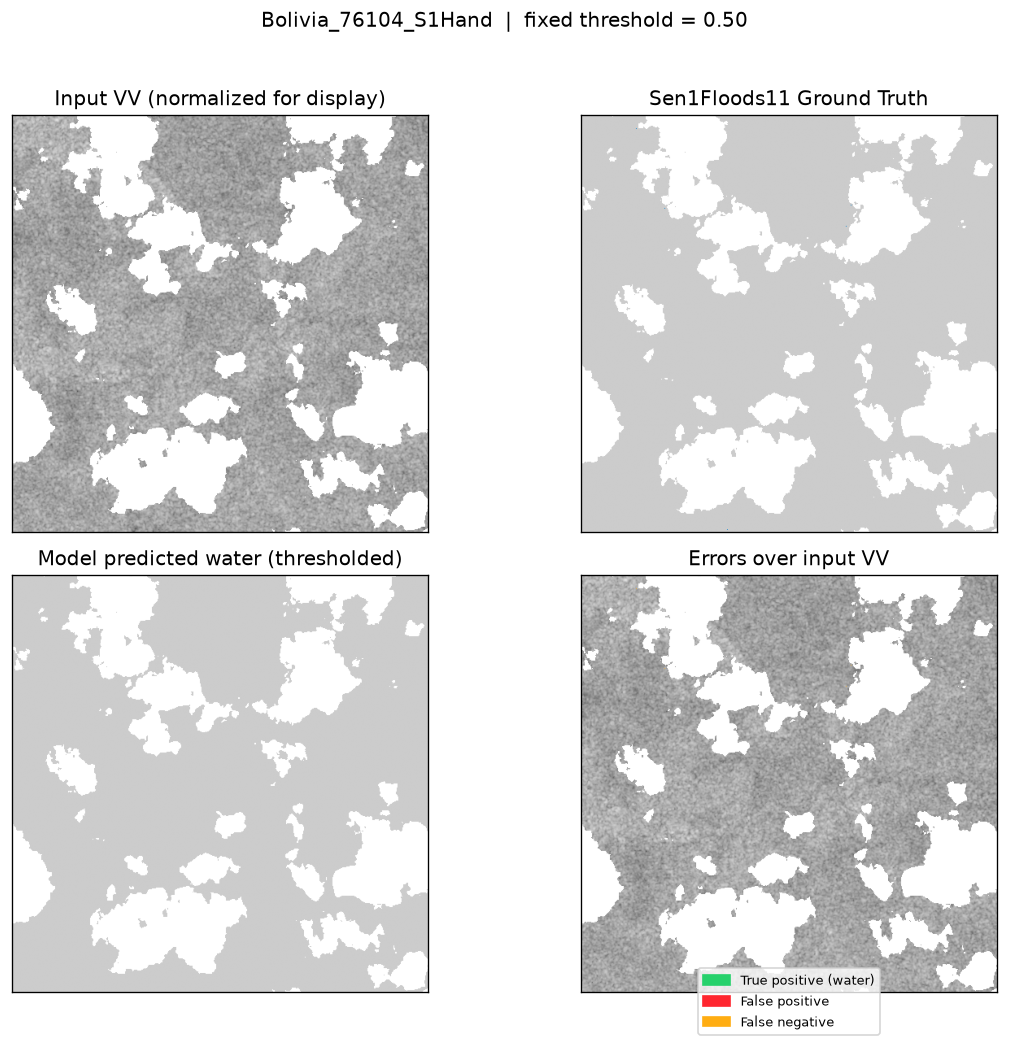 Bolivia_76104_S1Hand | fixed threshold = 0.50
Input VV (normalized for display)
Sen1Floods11 Ground Truth
Model predicted water (thresholded)
Errors over input VV
True positive (water)
False positive
False negative